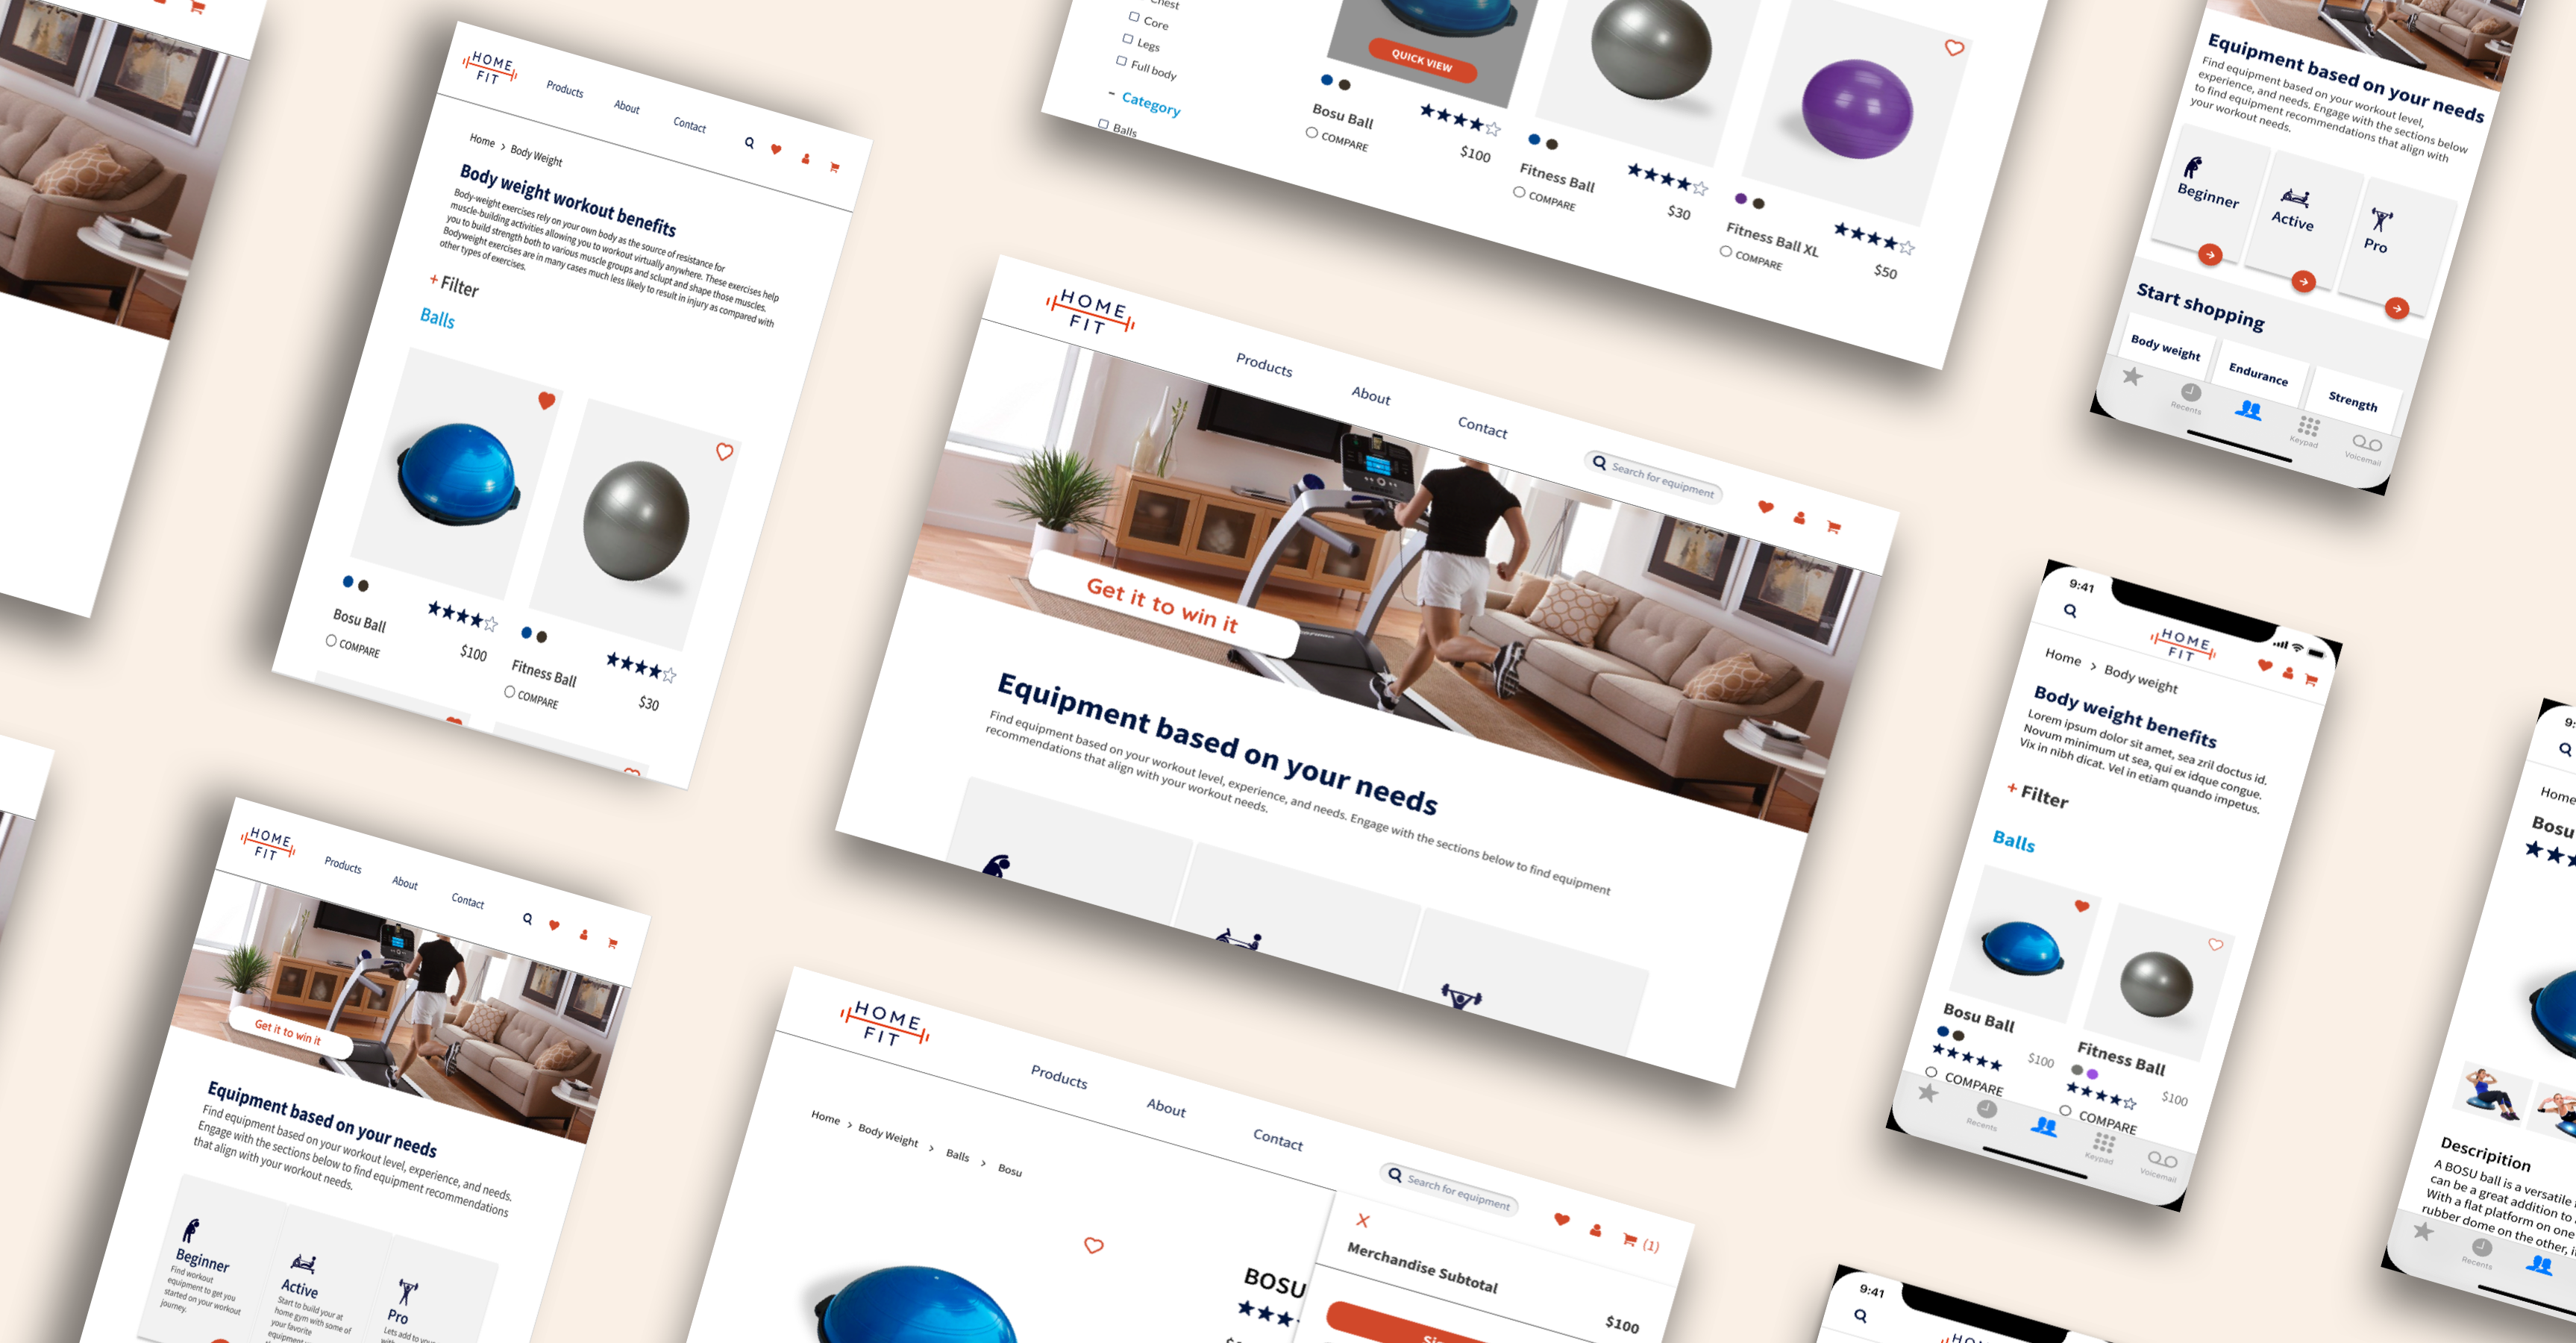 HOME
FIT
Products
About
Contact
Home > Body Weight
Body weight workout benefits
Body-weight exercises rely on your own body as the source of resistance for
muscle-building activities allowing you to workout virtually anywhere. These exercises help
you to build strength both to various muscle groups and sclupt and shape those muscles.
Bodyweight exercises are in many cases much less likely to result in injury as compared with
other types of exercises.
+ Filter
Balls
Bosu Ball
COMPARE
$100
Fitness Ball
COMPARE
$30
Core
Legs
Full body
– Category
Balls
QUICK VIEW
Bosu Ball
COMPARE
$100
Fitness Ball
COMPARE
$30
Fitness Ball XL
COMPARE
$50
Equipment based on your needs
Find equipment based on your workout level,
experience, and needs. Engage with the sections below
to find equipment recommendations that align with
your workout needs.
Beginner
Active
Pro
Start shopping
Body weight
Endurance
Strength
Recents
Keypad
Voicemail
HOME
FIT
Products
About
Contact
Search for equipment
Get it to win it
Equipment based on your needs
Find equipment based on your workout level, experience, and needs. Engage with the sections below to find equipment
recommendations that align with your workout needs.
9:41
HOME
FIT
Home > Body weight
Body weight benefits
Lorem ipsum dolor sit amet, sea zril doctus id.
Novum minimum ut sea, qui ex idque congue.
Vix in nibh dicat. Vel in etiam quando impetus.
+ Filter
Balls
Bosu Ball
$100
COMPARE
Fitness Ball
$100
COMPARE
Recents
Keypad
Voicemail
HOME
FIT
Products
About
Contact
Get it to win it
Equipment based on your needs
Find equipment based on your workout level, experience, and needs.
Engage with the sections below to find equipment recommendations
that align with your workout needs.
Beginner
Find workout
equipment to get you
started on your workout
journey.
Active
Start to build your at
home gym with some of
your favorite
equipment
Pro
Lets add to your
HOME
FIT
Products
About
Contact
Search for equipment
(1)
Home > Body Weight > Balls > Bosu
BOSU
X
Merchandise Subtotal
$100
Home
Bosu
Descripition
A BOSU ball is a versatile
can be a great addition to
With a flat platform on one
rubber dome on the other,
Recents
9:41
HOME